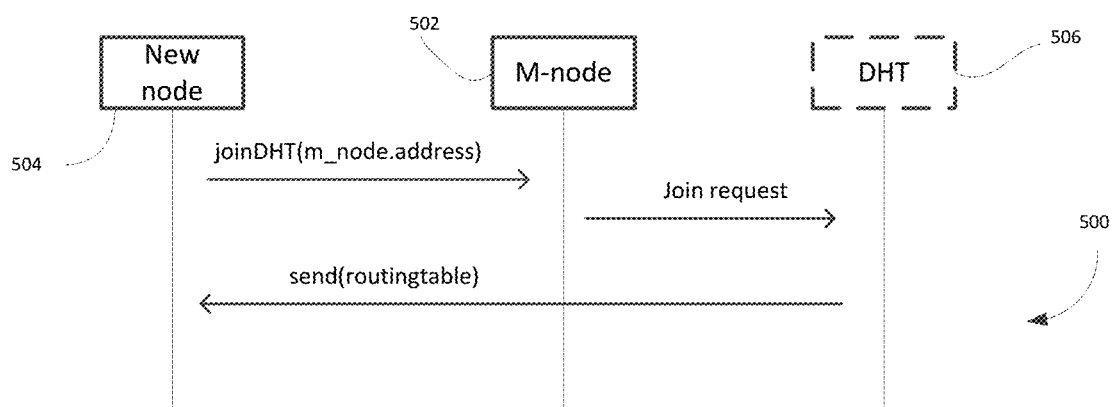 502
506
New
node
M-node
DHT
504
joinDHT(m_node.address)
Join request
500
send(routingtable)